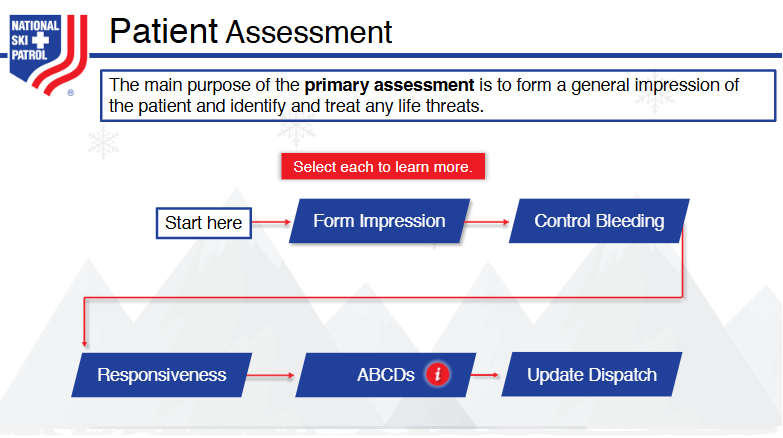 NATIONAL
SKI
PATROL
®
Patient Assessment
The main purpose of the primary assessment is to form a general impression of
the patient and identify and treat any life threats.
Select each to learn more.
Start here
Form Impression
Control Bleeding
Responsiveness
ABCDs
i
Update Dispatch